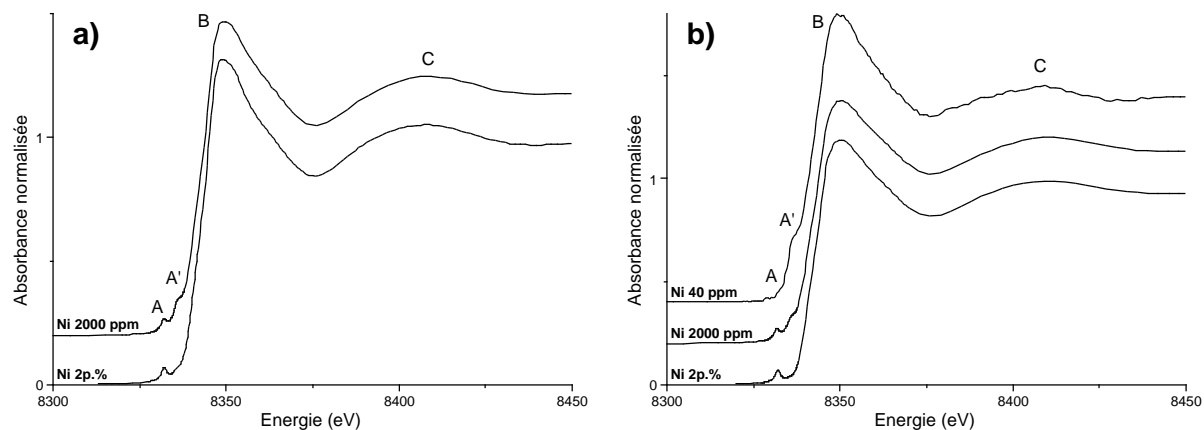 a)
B
C
A'
A
Ni 2000 ppm
Ni 2p.%
1
0
8300
8350
8400
8450
Energie (eV)
Absorbance normalisée
b)
B
C
A'
A
Ni 40 ppm
Ni 2000 ppm
Ni 2p.%
1
0
8300
8350
8400
8450
Energie (eV)
Absorbance normalisée